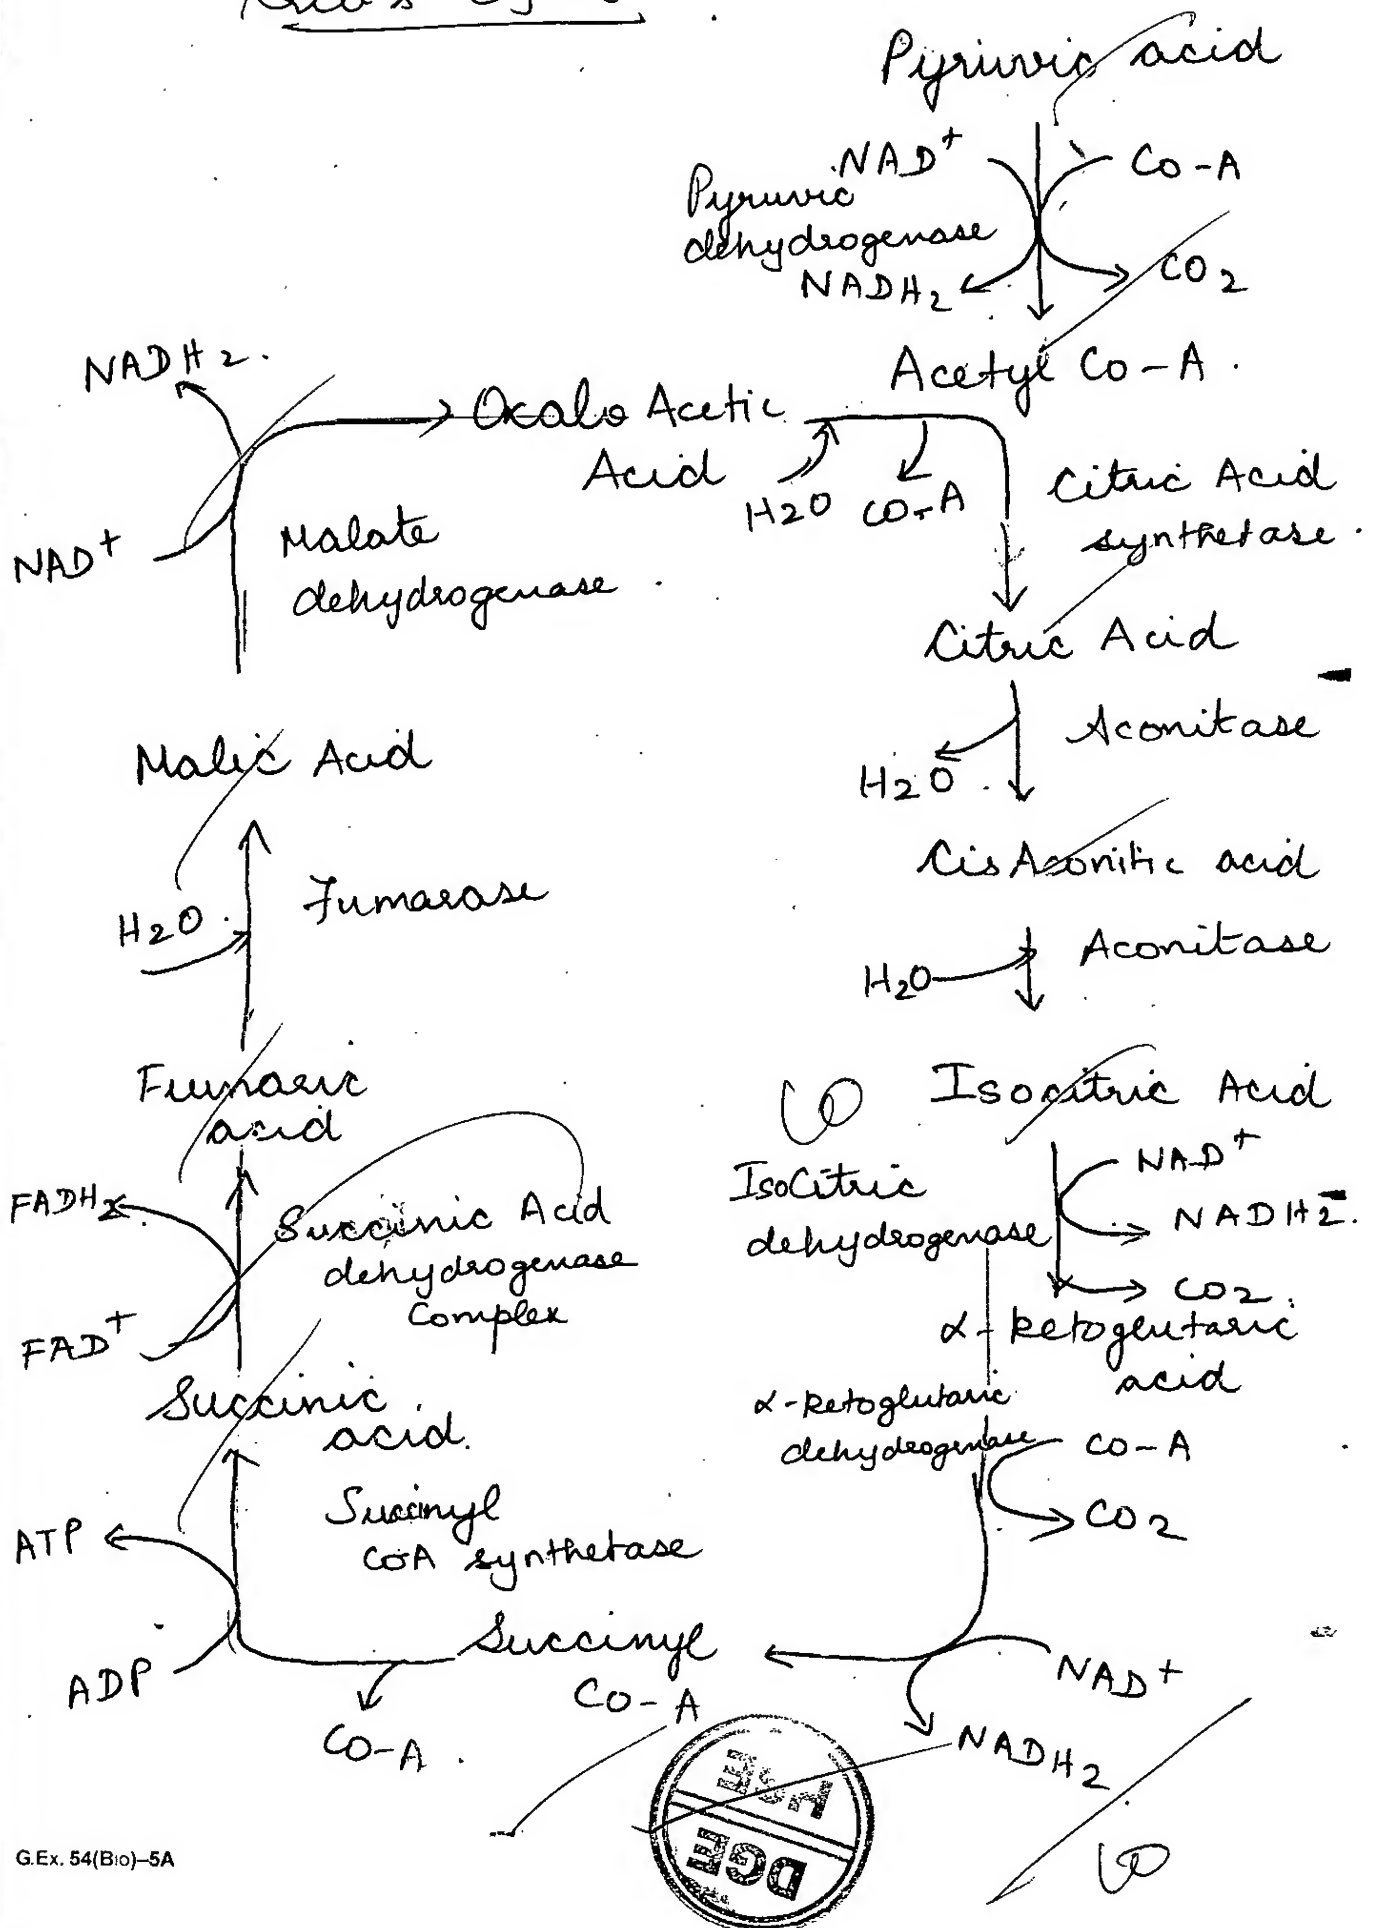 Pyruvic acid
NAD+
Co-A
Pyruvic
dehydrogenase
NADH2
CO2
Acetyl Co-A.
NADH2.
Oxalo Acetic
Acid
H2O
CO-A
Citric Acid
synthetase.
NAD+
Malate
dehydrogenase.
Citric Acid
Aconitase
H2O.
Malic Acid
Cis Aconitic acid
H2O.
Fumarase
Aconitase
H2O
Isocitric Acid
Fumaric
acid
NAD+
NADH2.
IsoCitric
dehydrogenase
CO2.
FADH2.
Succinic Acid
dehydrogenase
Complex
FAD+
α-ketoglutaric
acid
Succinic
acid.
α-ketoglutaric
dehydrogenase
CO-A
CO2
ATP
Succinyl
CoA synthetase
ADP
Succinyl
Co-A
CO-A.
NAD+
NADH2
HSE
DGE
G.Ex. 54(Bio)–5A